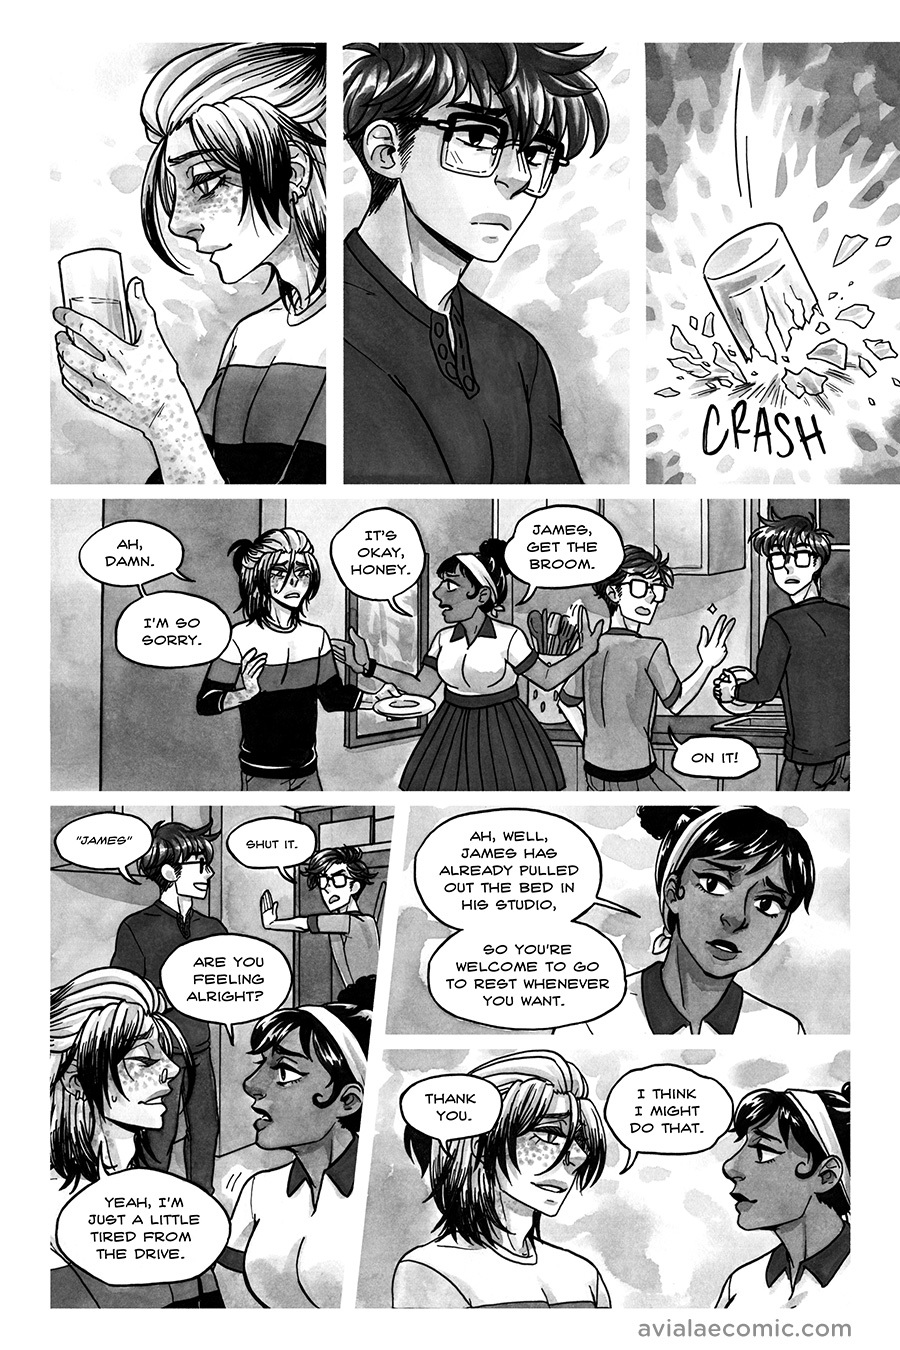 CRASH
AH,
DAMN.
I'M SO
SORRY.
IT'S
OKAY,
HONEY.
JAMES,
GET THE
BROOM.
ON IT!
"JAMES"
SHUT IT.
ARE YOU
FEELING
ALRIGHT?
YEAH, I'M
JUST A LITTLE
TIRED FROM
THE DRIVE.
AH, WELL,
JAMES HAS
ALREADY PULLED
OUT THE BED IN
HIS STUDIO,
SO YOU'RE
WELCOME TO GO
TO REST WHENEVER
YOU WANT.
THANK
YOU.
I THINK
I MIGHT
DO THAT.
avialaecomic.com